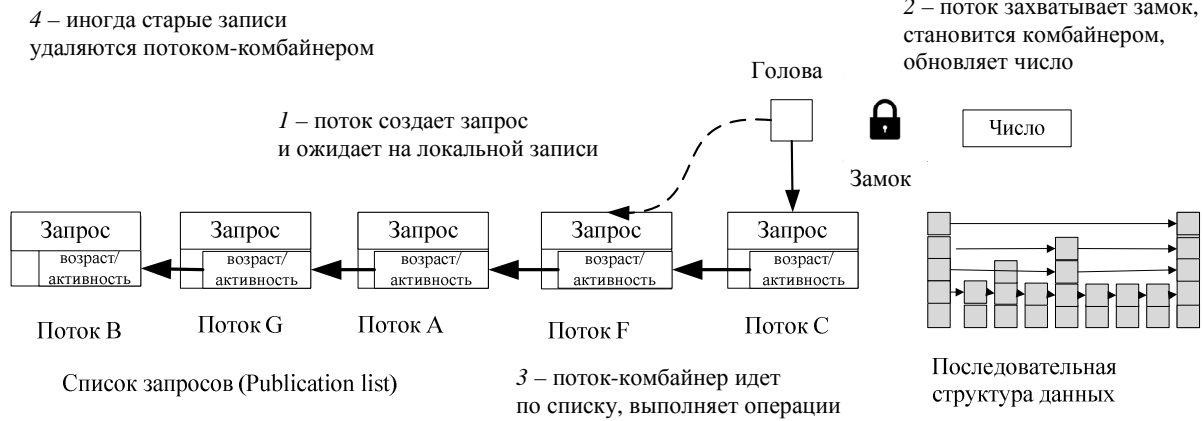 4 – иногда старые записи
удаляются потоком-комбайнером
2 – поток захватывает замок,
становится комбайнером,
обновляет число
Голова
1 – поток создает запрос
и ожидает на локальной записи
Число
Замок
Запрос
возраст/
активность
Запрос
возраст/
активность
Запрос
возраст/
активность
Запрос
возраст/
активность
Запрос
возраст/
активность
Поток B
Поток G
Поток A
Поток F
Поток C
Список запросов (Publication list)
3 – поток-комбайнер идет
по списку, выполняет операции
Последовательная
структура данных